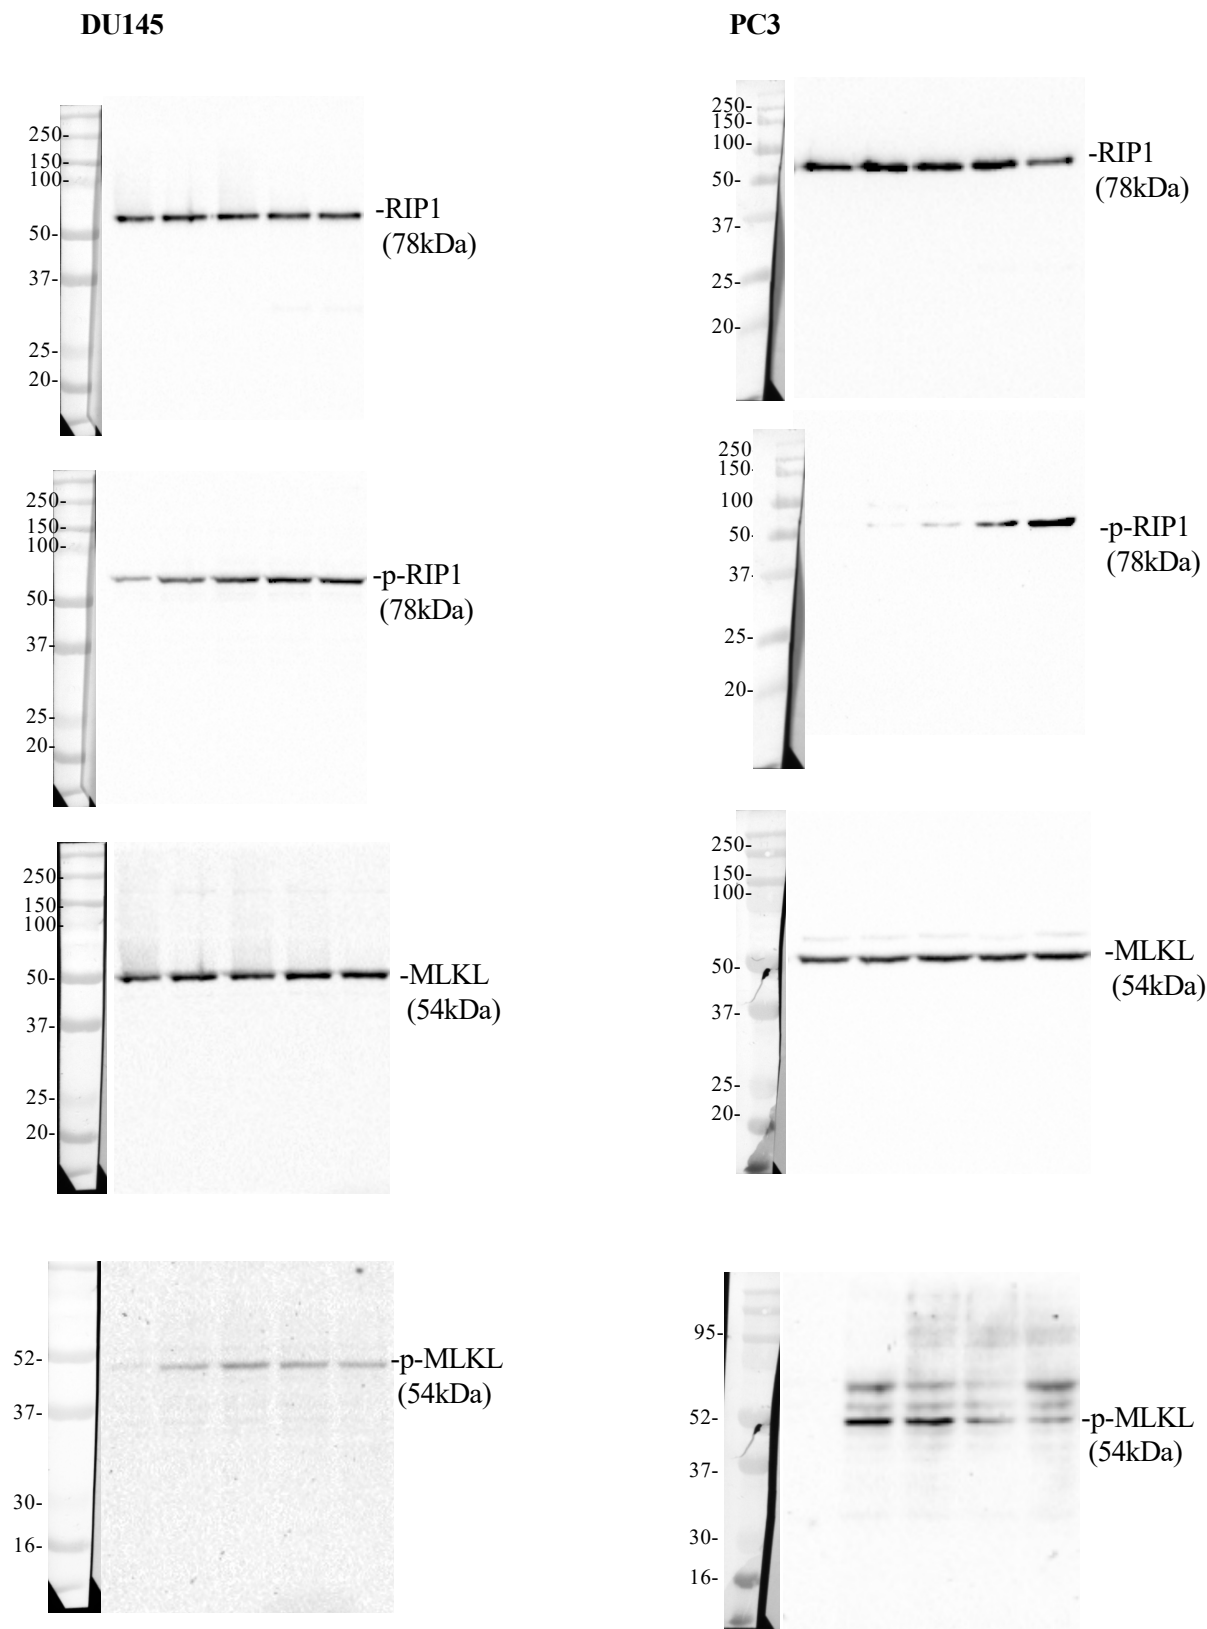 DU145
250-
150-
100-
50-
37-
25-
20-
-RIP1
(78kDa)
250-
150-
100-
50-
37-
25-
20-
-p-RIP1
(78kDa)
250-
150-
100-
50-
37-
25-
20-
-MLKL
(54kDa)
52-
37-
30-
16-
-p-MLKL
(54kDa)
PC3
250-
150-
100-
50-
37-
25-
20-
-RIP1
(78kDa)
250
150-
100
50-
37-
25-
20-
-p-RIP1
(78kDa)
250-
150-
100-
50-
37-
25-
20-
-MLKL
(54kDa)
95-
52-
37-
30-
16-
-p-MLKL
(54kDa)